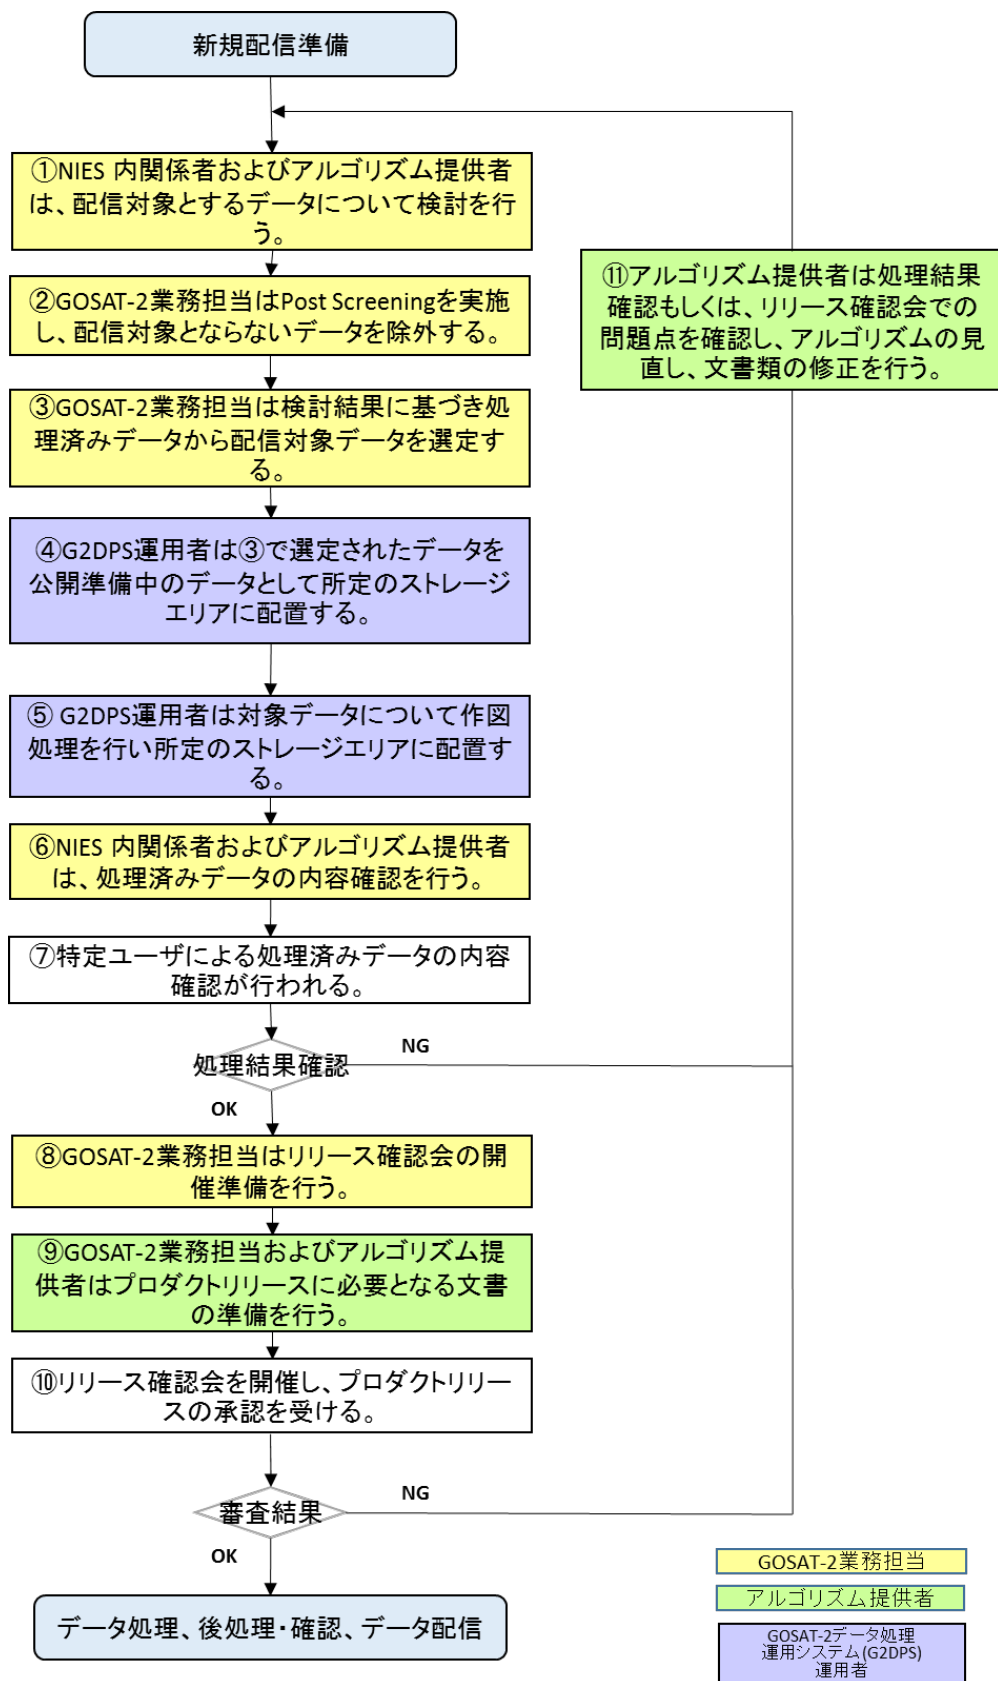 新規配信準備
①NIES 内関係者およびアルゴリズム提供者
は、配信対象とするデータについて検討を行
う。
②GOSAT-2業務担当はPost Screeningを実施
し、配信対象とならないデータを除外する。
③GOSAT-2業務担当は検討結果に基づき処
理済みデータから配信対象データを選定す
る。
④G2DPS運用者は③で選定されたデータを
公開準備中のデータとして所定のストレージ
エリアに配置する。
⑤ G2DPS運用者は対象データについて作図
処理を行い所定のストレージエリアに配置す
る。
⑥NIES 内関係者およびアルゴリズム提供者
は、処理済みデータの内容確認を行う。
⑦特定ユーザによる処理済みデータの内容
確認が行われる。
処理結果確認
NG
OK
⑧GOSAT-2業務担当はリリース確認会の開
催準備を行う。
⑨GOSAT-2業務担当およびアルゴリズム提
供者はプロダクトリリースに必要となる文書
の準備を行う。
⑩リリース確認会を開催し、プロダクトリリー
スの承認を受ける。
審査結果
NG
OK
データ処理、後処理・確認、データ配信
⑪アルゴリズム提供者は処理結果
確認もしくは、リリース確認会での
問題点を確認し、アルゴリズムの見
直し、文書類の修正を行う。
GOSAT-2業務担当
アルゴリズム提供者
GOSAT-2データ処理
運用システム(G2DPS)
運用者